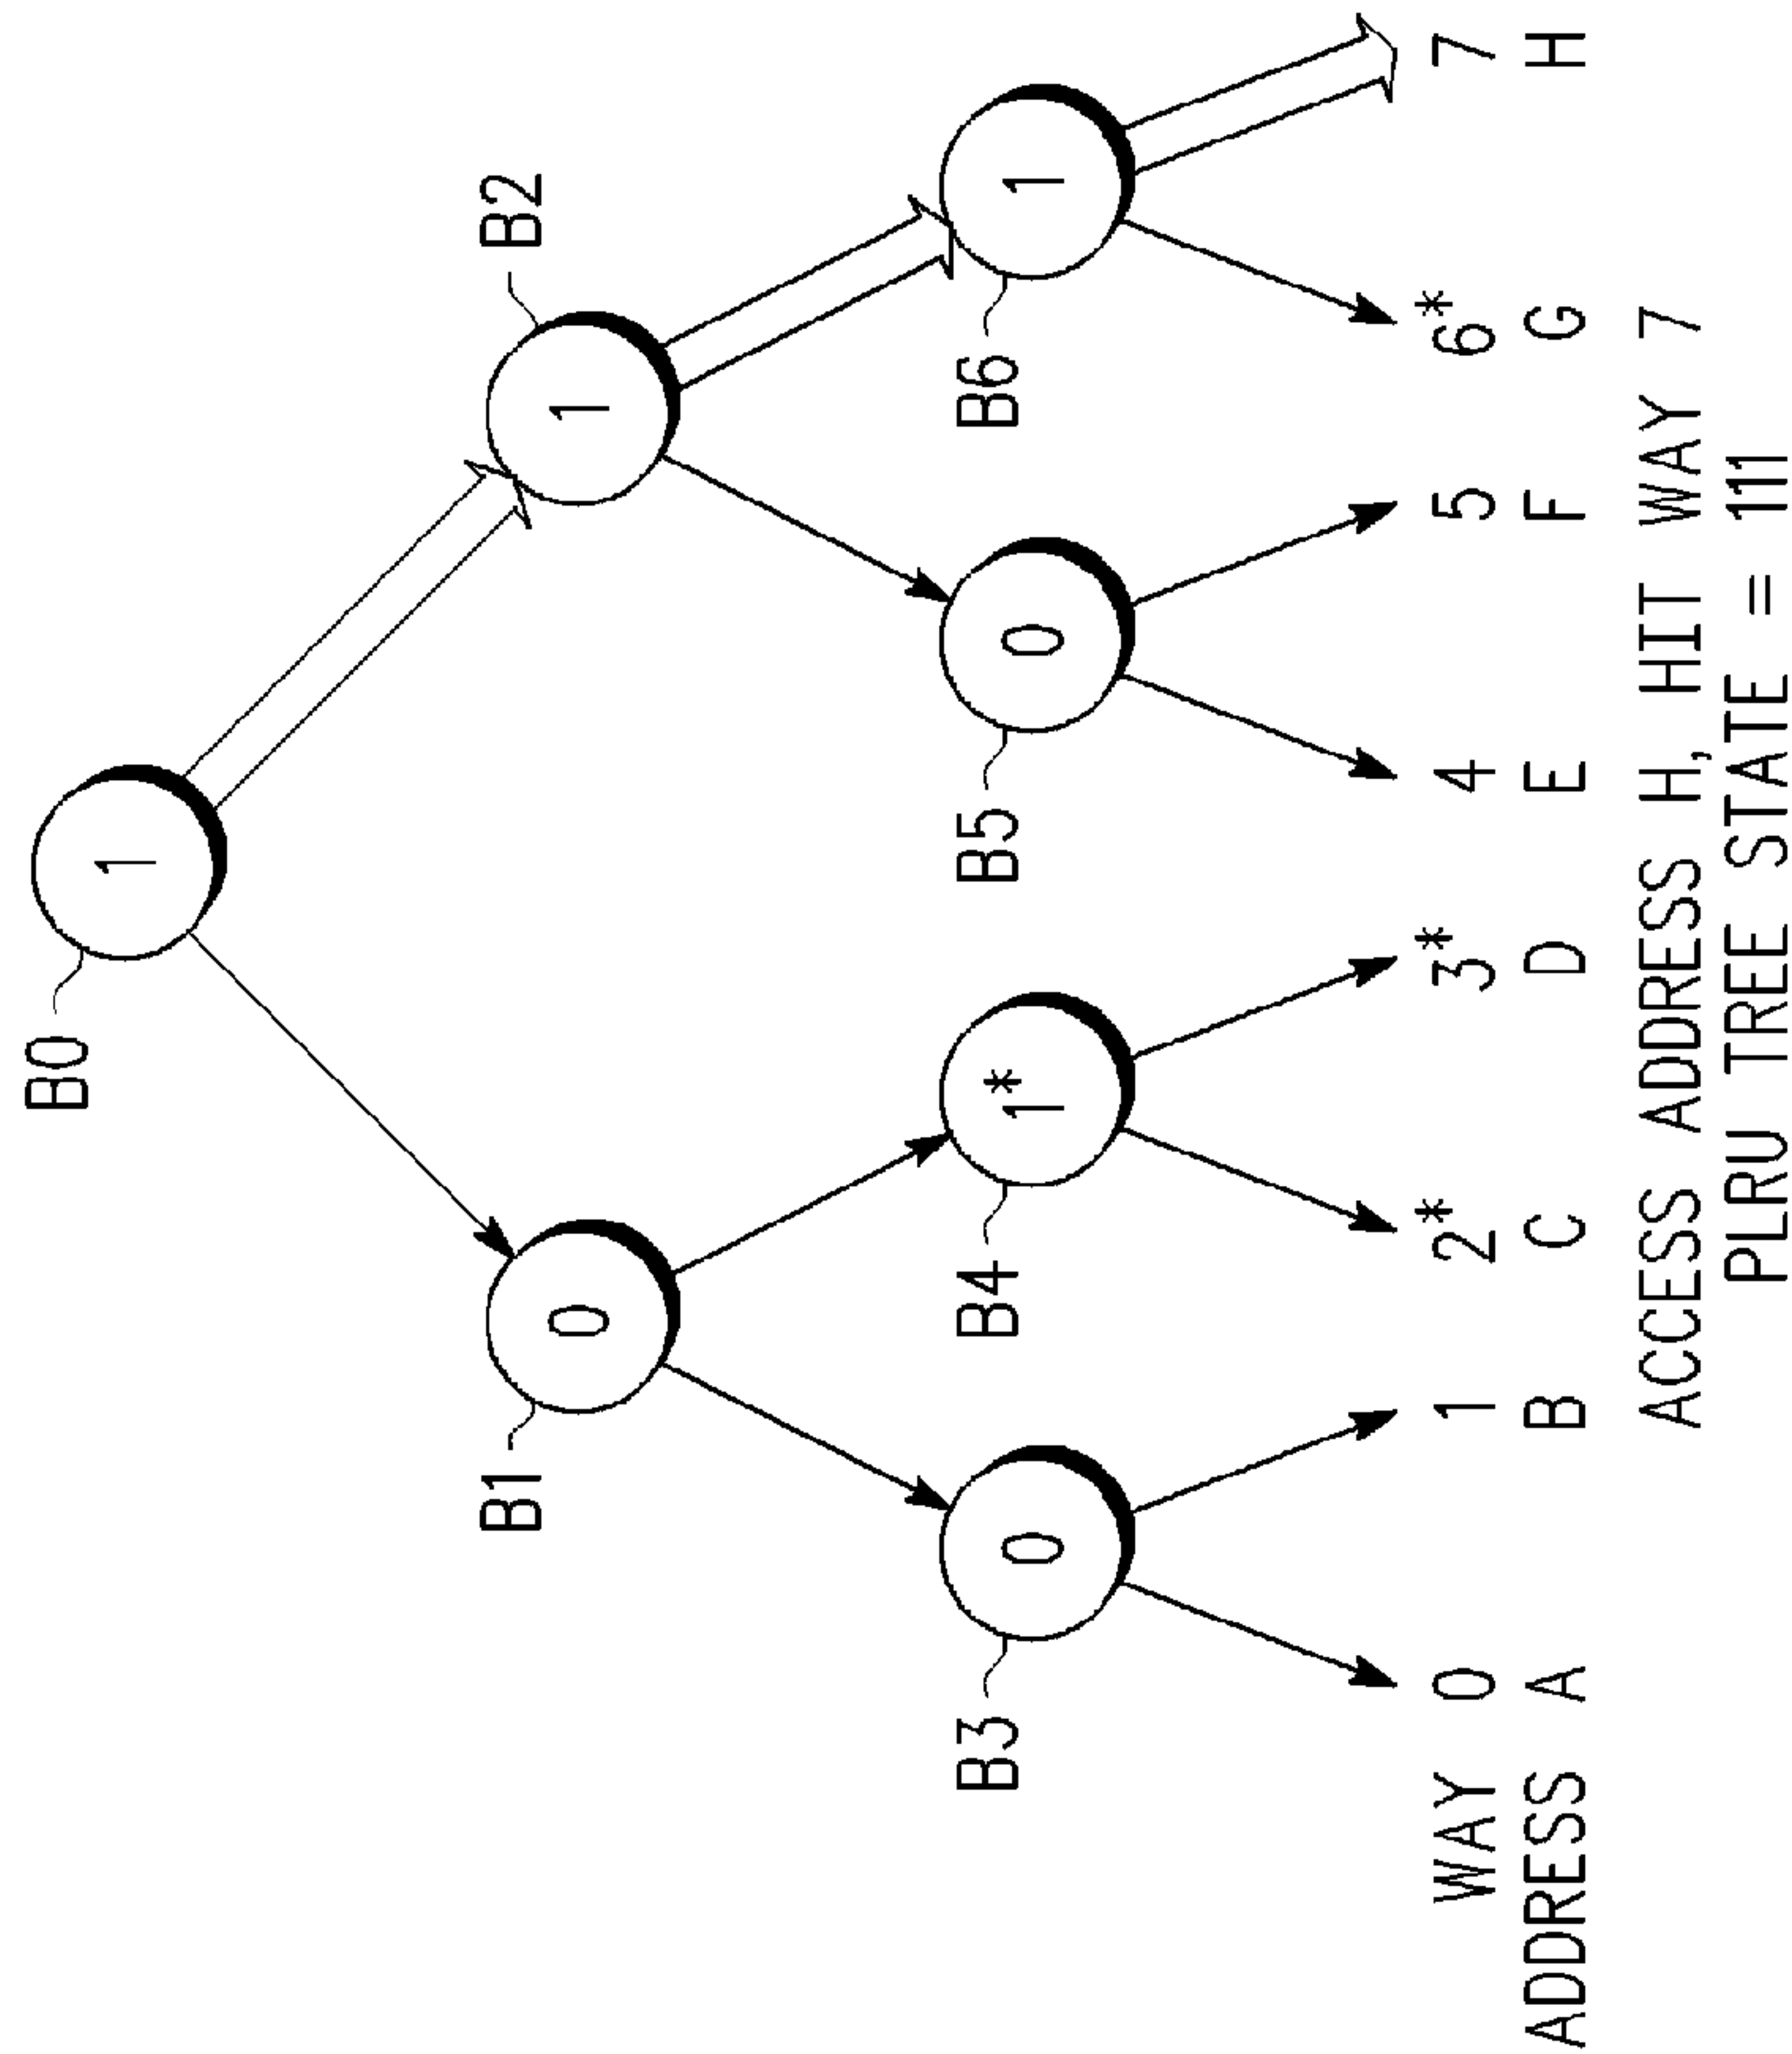 B0
1
B1
0
B2
1
B3
0
B4
1*
B5
0
B6
1
WAY 0 1 2* 3* 4 5 6* 7
ADDRESS A B C D E F G H
ACCESS ADDRESS H, HIT WAY 7
PLRU TREE STATE = 111